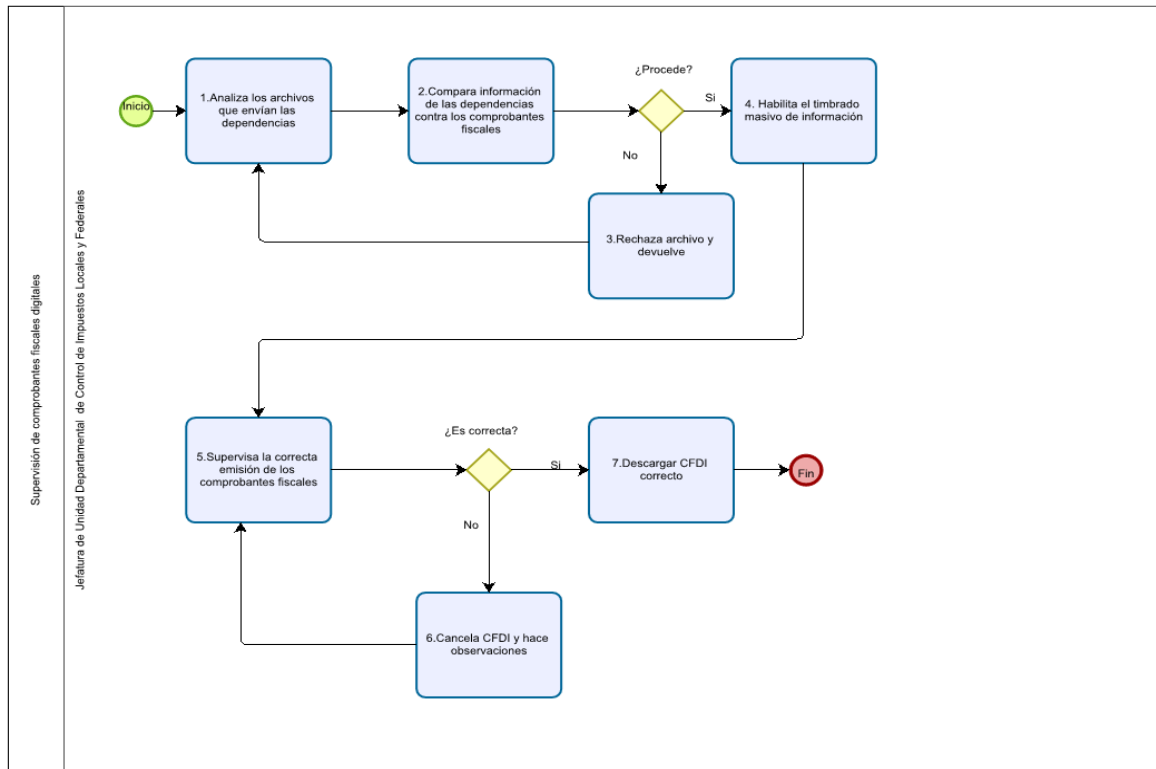 Supervisión de comprobantes fiscales digitales
Jefatura de Unidad Departamental de Control de Impuestos Locales y Federales
Inicio
1.Analiza los archivos
que envían las
dependencias
2.Compara información
de las dependencias
contra los comprobantes
fiscales
¿Procede?
Si
No
4. Habilita el timbrado
masivo de información
3.Rechaza archivo y
devuelve
5.Supervisa la correcta
emisión de los
comprobantes fiscales
¿Es correcta?
Si
No
7.Descargar CFDI
correcto
Fin
6.Cancela CFDI y hace
observaciones